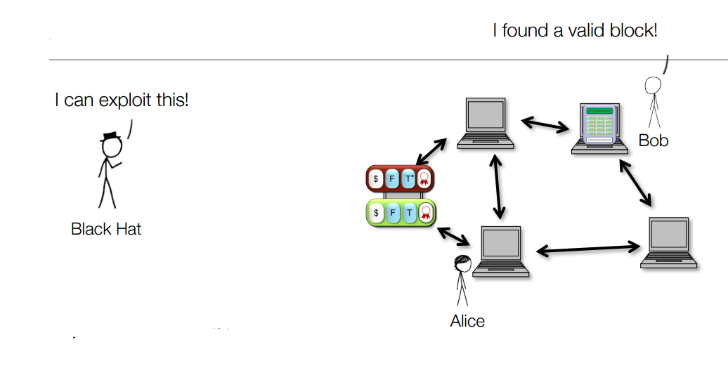 I found a valid block!
I can exploit this!
Bob
$ F T*
$ F T
Black Hat
Alice